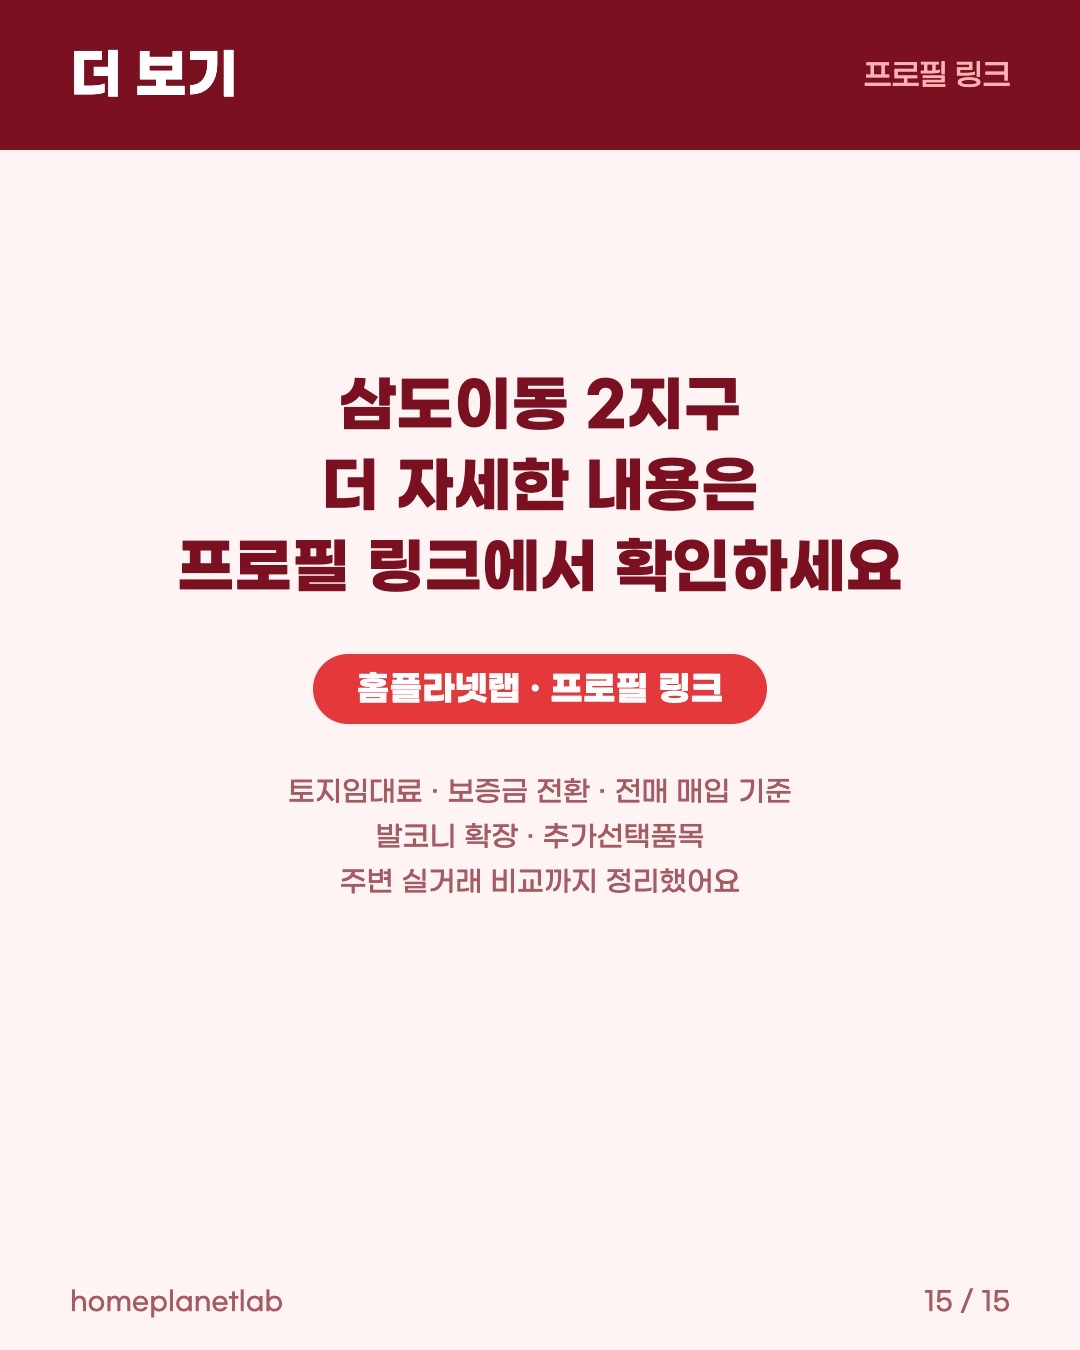 더 보기
프로필 링크
삼도이동 2지구
더 자세한 내용은
프로필 링크에서 확인하세요
홈플라넷랩 · 프로필 링크
토지임대료 · 보증금 전환 · 전매 매입 기준
발코니 확장 · 추가선택품목
주변 실거래 비교까지 정리했어요
homeplanetlab
15 / 15